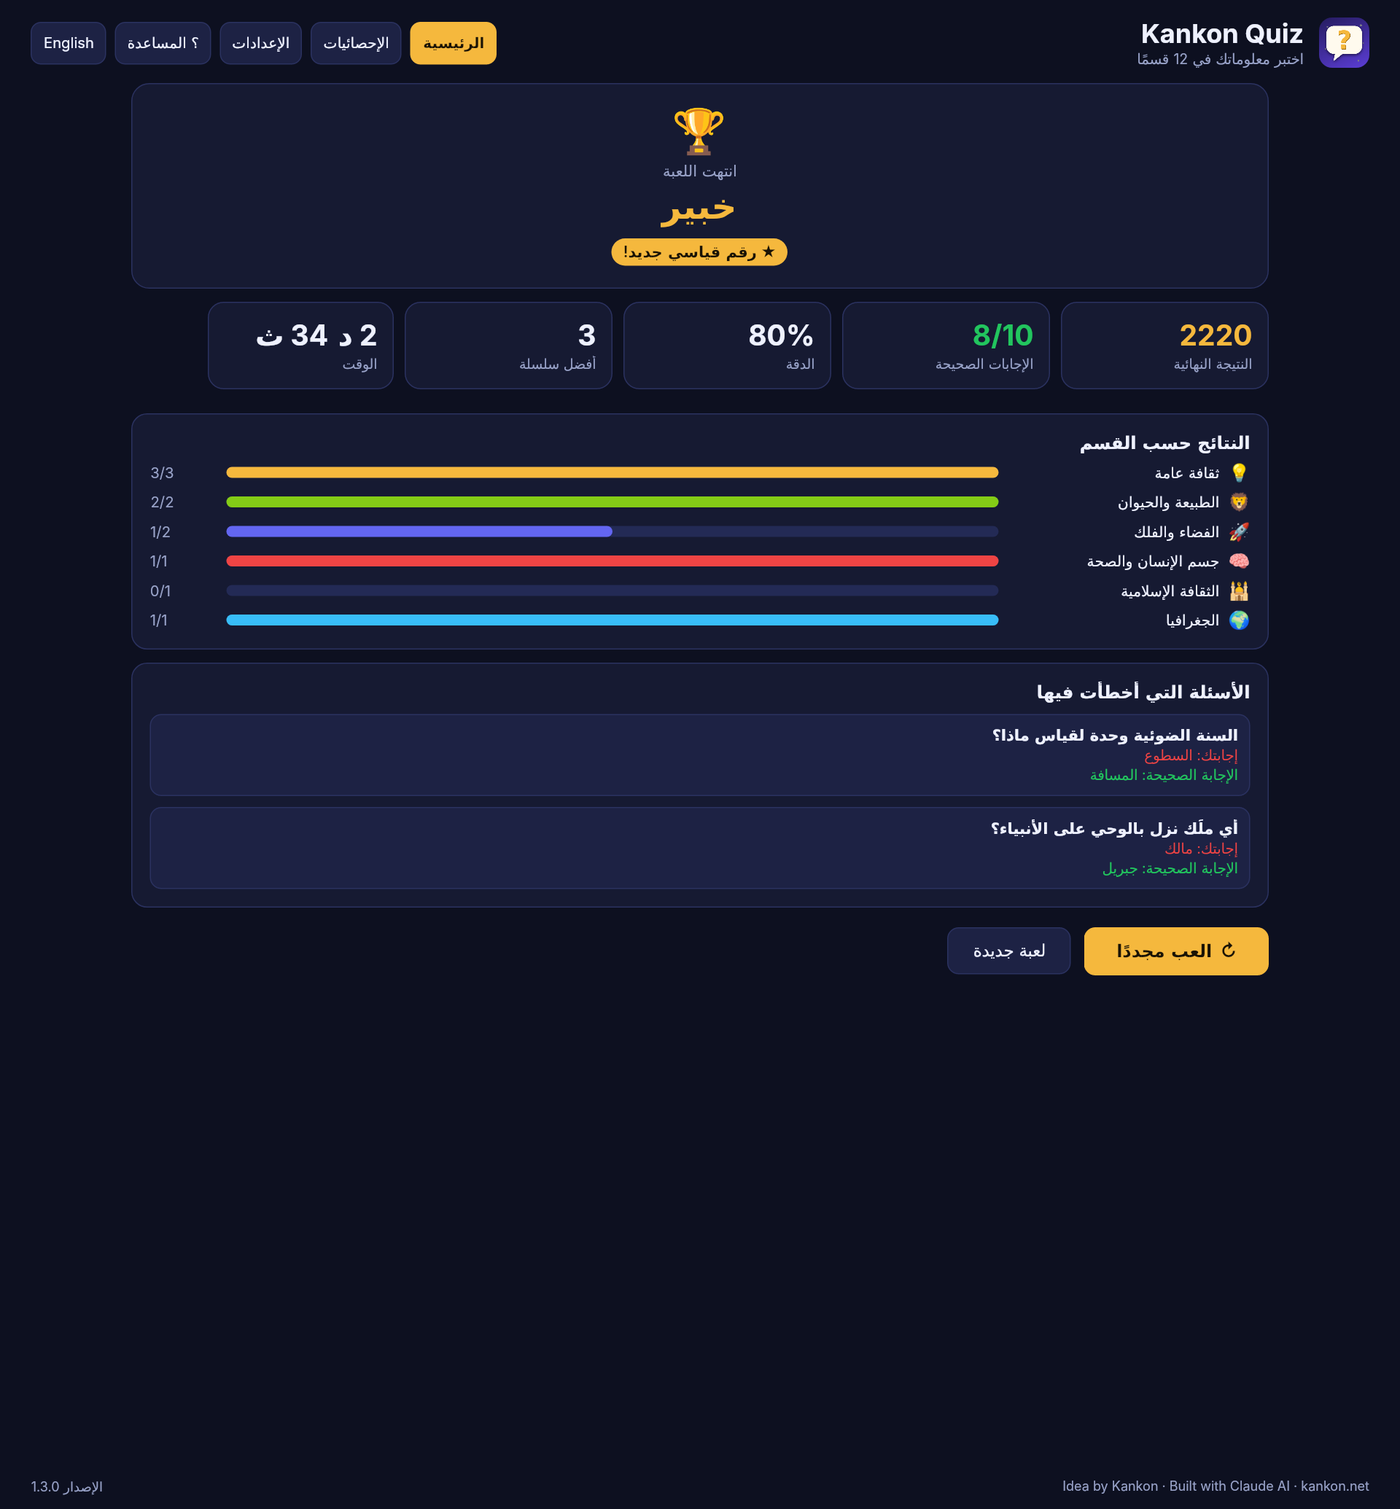 Kankon Quiz
اختبر معلوماتك في 12 قسمًا
الرئيسية
الإحصائيات
الإعدادات
؟ المساعدة
English
انتهت اللعبة
خبير
★ رقم قياسي جديد!
2220
النتيجة النهائية
8/10
الإجابات الصحيحة
80%
الدقة
3
أفضل سلسلة
2 د 34 ث
الوقت
النتائج حسب القسم
ثقافة عامة 3/3
الطبيعة والحيوان 2/2
الفضاء والفلك 1/2
جسم الإنسان والصحة 1/1
الثقافة الإسلامية 0/1
الجغرافيا 1/1
الأسئلة التي أخطأت فيها
السنة الضوئية وحدة لقياس ماذا؟
إجابتك: السطوع
الإجابة الصحيحة: المسافة
أي ملَك نزل بالوحي على الأنبياء؟
إجابتك: مالك
الإجابة الصحيحة: جبريل
↻ العب مجددًا
لعبة جديدة
Idea by Kankon · Built with Claude AI · kankon.net
الإصدار 1.3.0